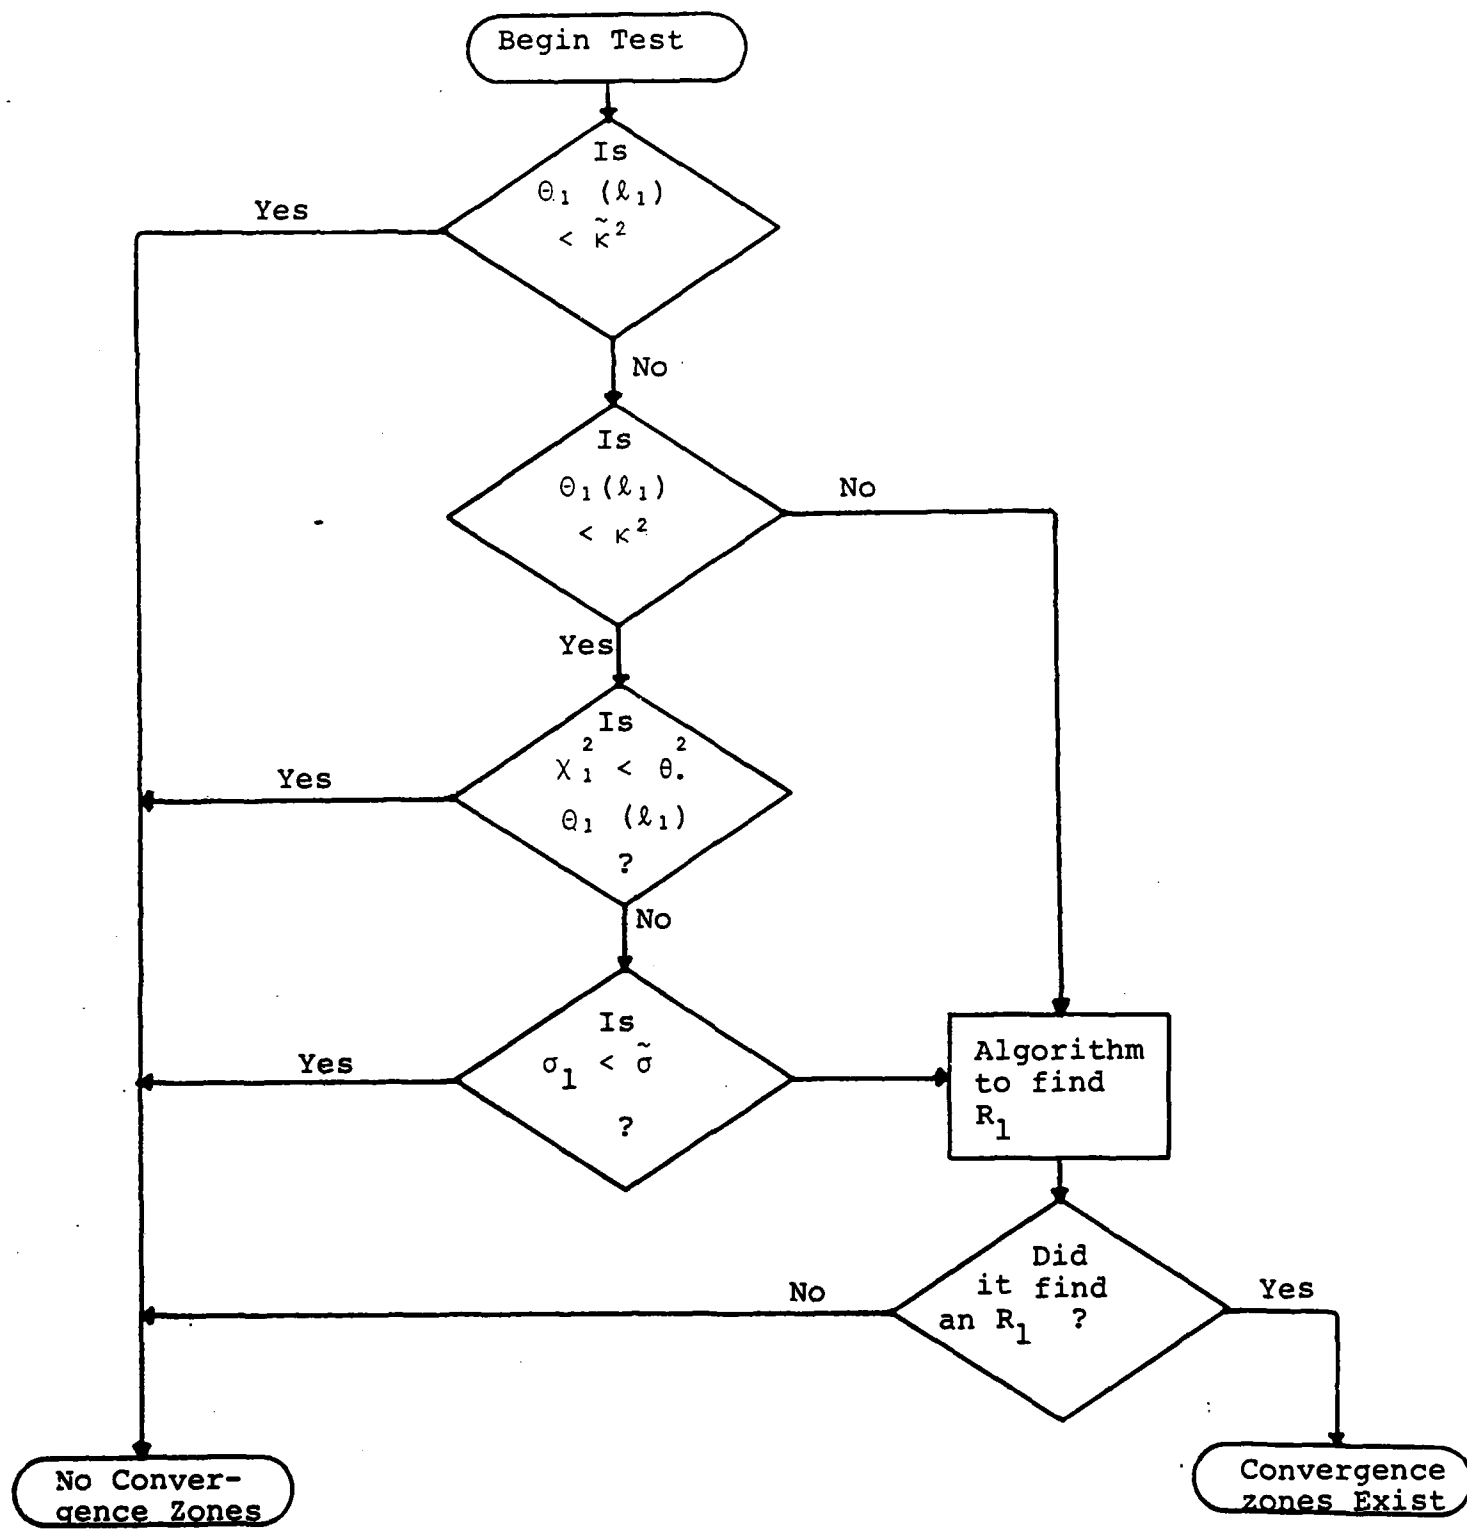 Begin Test
Is
Θ₁ (ℓ₁)
< κ̃²
Yes
No
Is
Θ₁(ℓ₁)
< κ²
No
Yes
Is
χ₁² < θ.²
Θ₁ (ℓ₁)
?
Yes
No
Is
σ₁ < σ̃
?
Yes
Algorithm
to find
R₁
Did
it find
an R₁ ?
No
Yes
No Conver-
gence Zones
Convergence
zones Exist